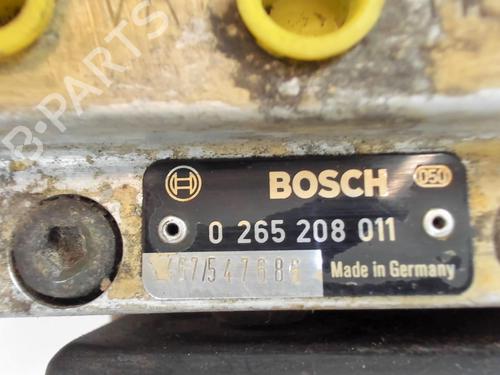 B-PARTS
BOSCH
050
0 265 208 011
Made in Germany